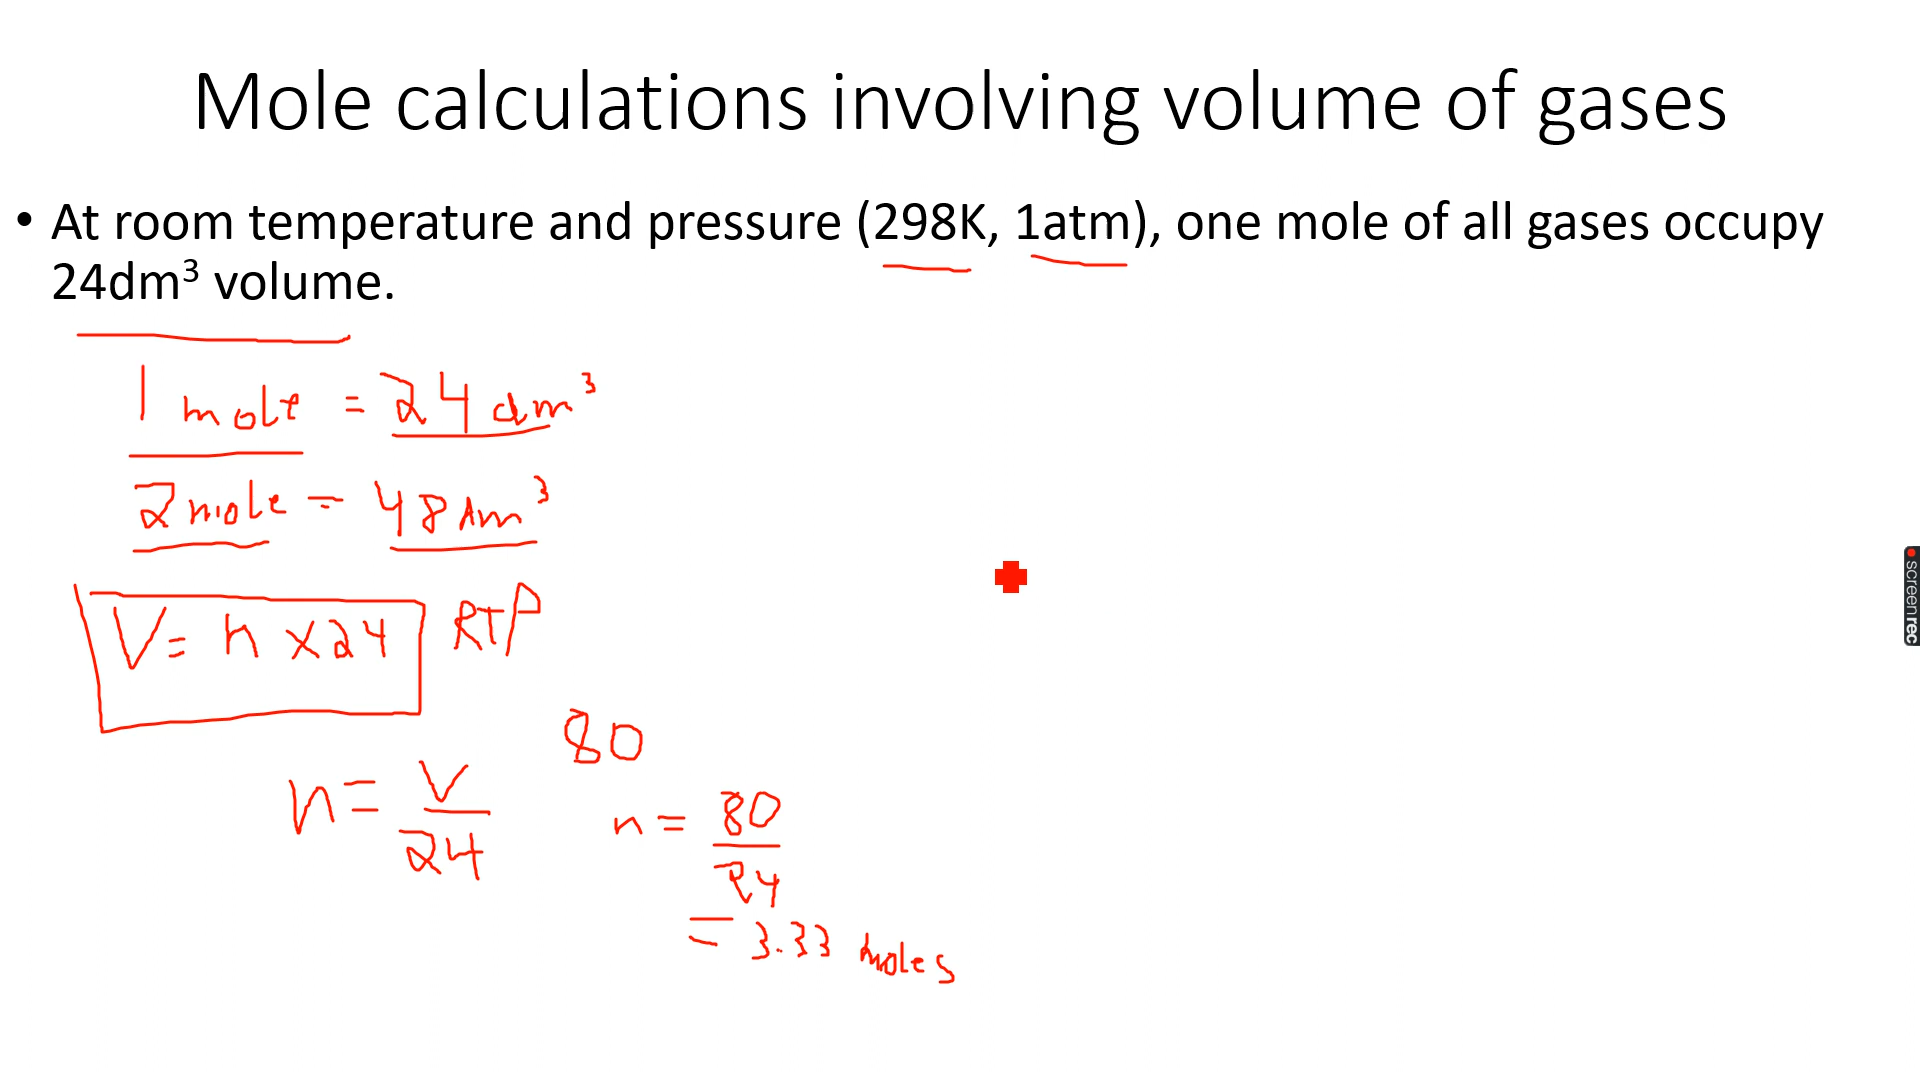 Mole calculations involving volume of gases
• At room temperature and pressure (298K, 1atm), one mole of all gases occupy
24dm³ volume.
1 mole = 24 dm³
2 mole = 48 dm³
V = n × 24 RTP
80
n = V/24
n = 80/24
= 3.33 moles
screenrec